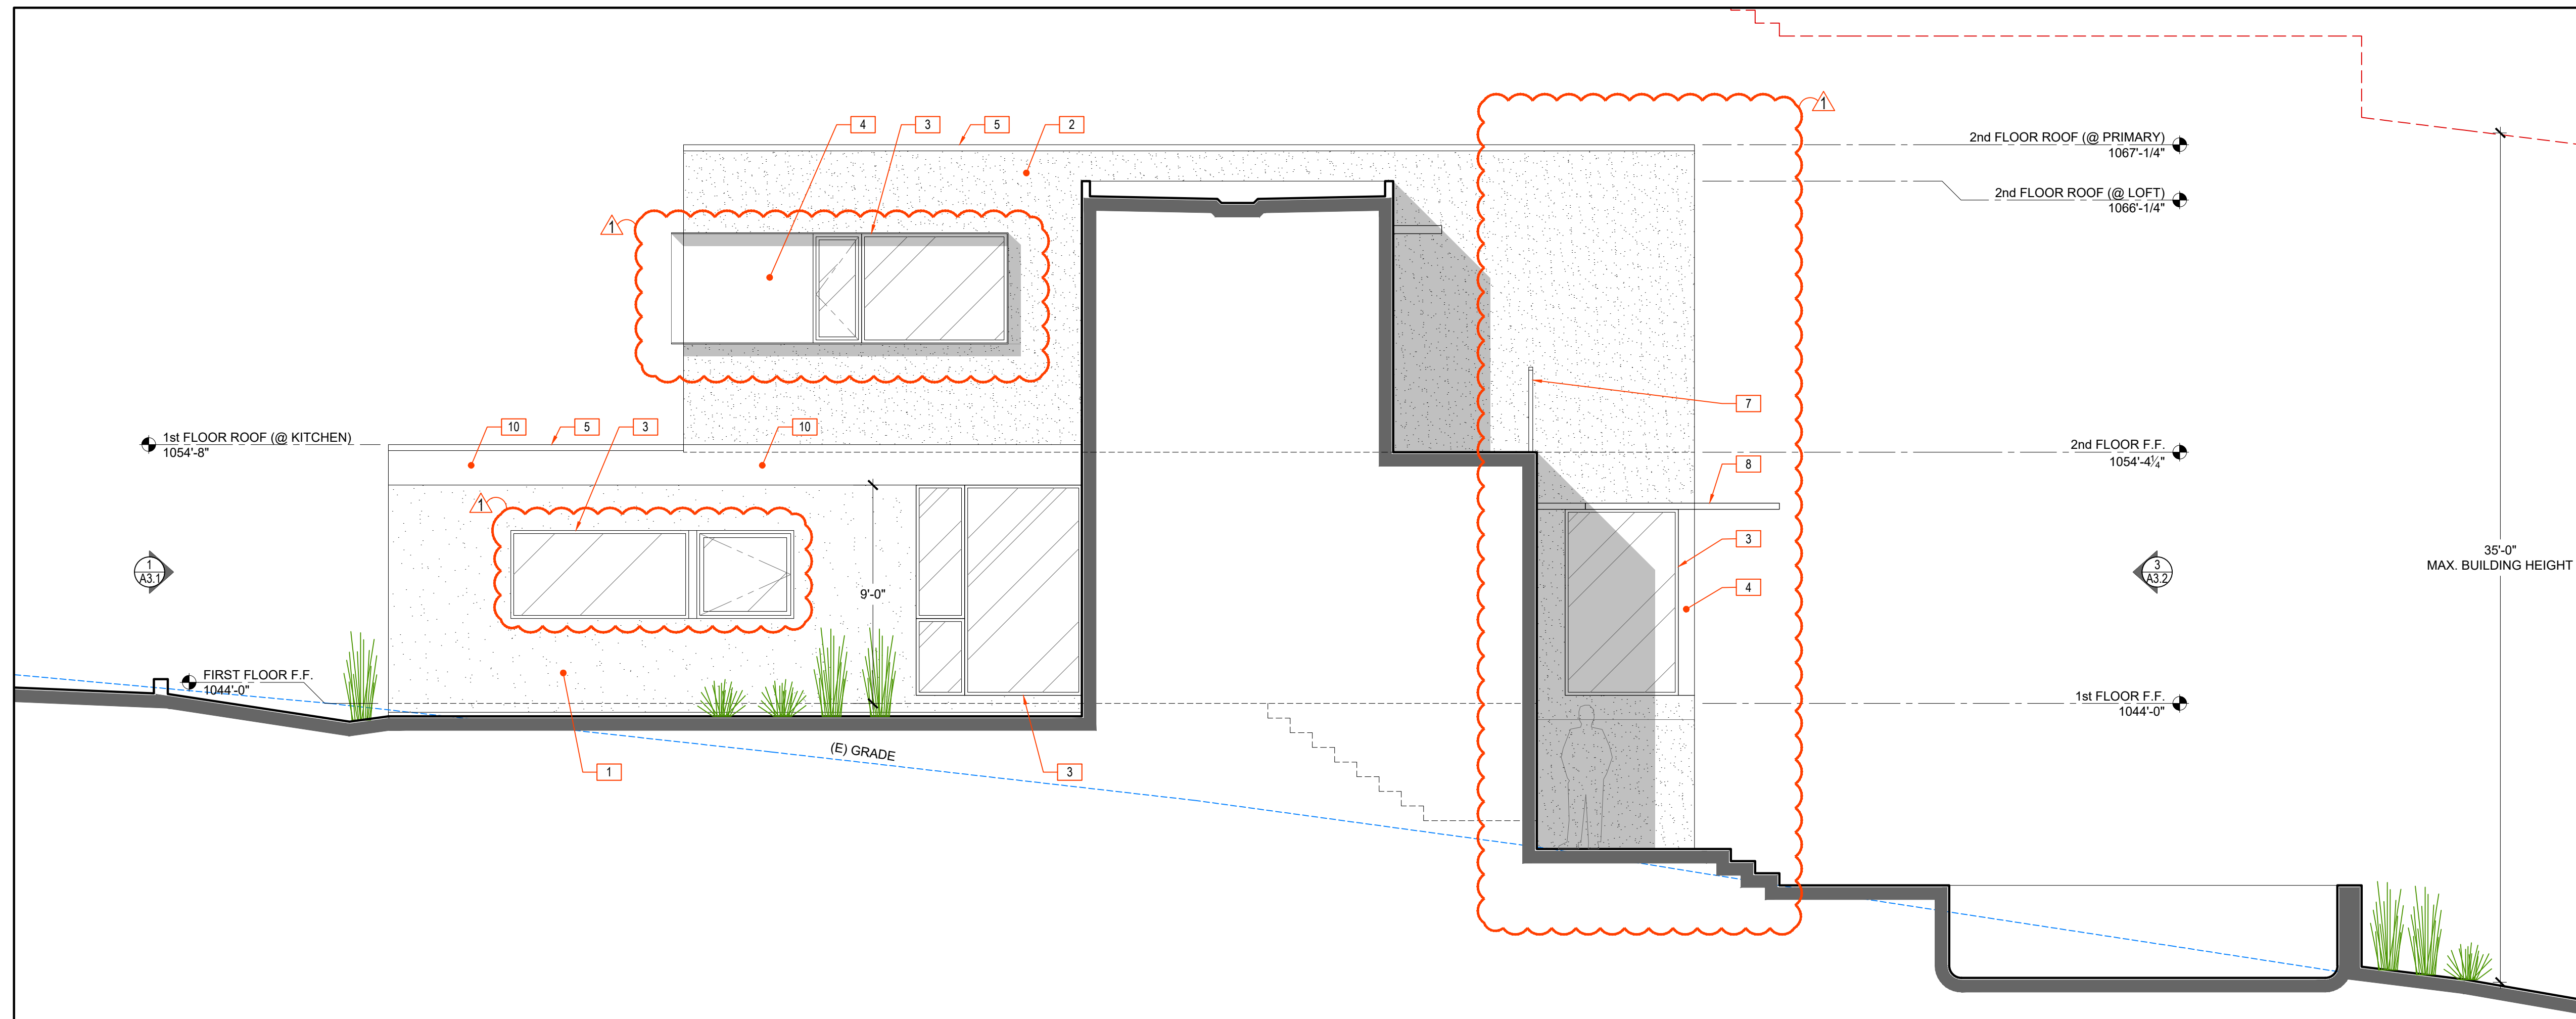 1
4
3
5
2
2nd FLOOR ROOF (@ PRIMARY)
1067'-1/4"
2nd FLOOR ROOF (@ LOFT)
1066'-1/4"
1
7
1st FLOOR ROOF (@ KITCHEN)
1054'-8"
10
5
3
10
2nd FLOOR F.F.
1054'-4¼"
8
1
3
1
A3.1
9'-0"
4
3
A3.2
35'-0"
MAX. BUILDING HEIGHT
FIRST FLOOR F.F.
1044'-0"
1st FLOOR F.F.
1044'-0"
(E) GRADE
1
3